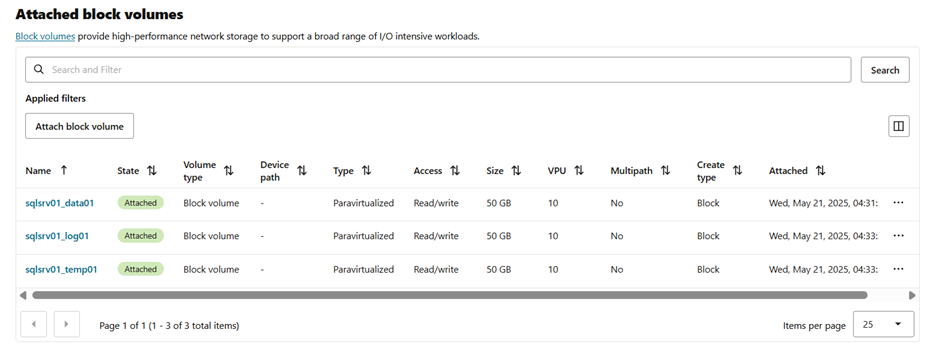 Attached block volumes
Block volumes provide high-performance network storage to support a broad range of I/O intensive workloads.
Search and Filter
Search
Applied filters
Attach block volume
Name State Volume type Device path Type Access Size VPU Multipath Create type Attached
sqlsrv01_data01 Attached Block volume - Paravirtualized Read/write 50 GB 10 No Block Wed, May 21, 2025, 04:31:
sqlsrv01_log01 Attached Block volume - Paravirtualized Read/write 50 GB 10 No Block Wed, May 21, 2025, 04:33:
sqlsrv01_temp01 Attached Block volume - Paravirtualized Read/write 50 GB 10 No Block Wed, May 21, 2025, 04:33:
Page 1 of 1 (1 - 3 of 3 total items)
Items per page 25